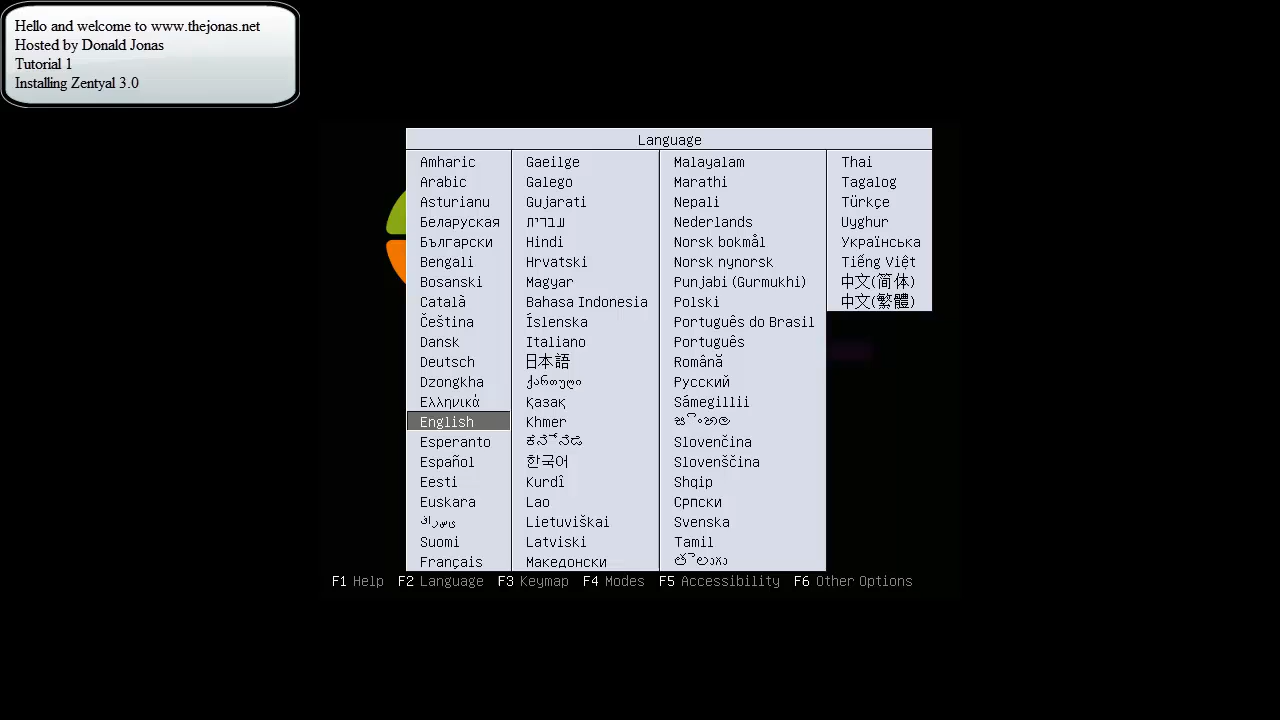 Hello and welcome to www.thejonas.net
Hosted by Donald Jonas
Tutorial 1
Installing Zentyal 3.0
Language
Amharic
Arabic
Asturianu
Беларуская
Български
Bengali
Bosanski
Català
Čeština
Dansk
Deutsch
Dzongkha
Ελληνικά
English
Esperanto
Español
Eesti
Euskara
Suomi
Français
Gaeilge
Galego
Gujarati
עברית
Hindi
Hrvatski
Magyar
Bahasa Indonesia
Íslenska
Italiano
日本語
ქართული
Қазақ
Khmer
한국어
Kurdî
Lao
Lietuviškai
Latviski
Македонски
Malayalam
Marathi
Nepali
Nederlands
Norsk bokmål
Norsk nynorsk
Punjabi (Gurmukhi)
Polski
Português do Brasil
Português
Română
Русский
Sámegillii
Slovenčina
Slovenščina
Shqip
Српски
Svenska
Tamil
Thai
Tagalog
Türkçe
Uyghur
Українська
Tiếng Việt
中文(简体)
中文(繁體)
F1 Help F2 Language F3 Keymap F4 Modes F5 Accessibility F6 Other Options